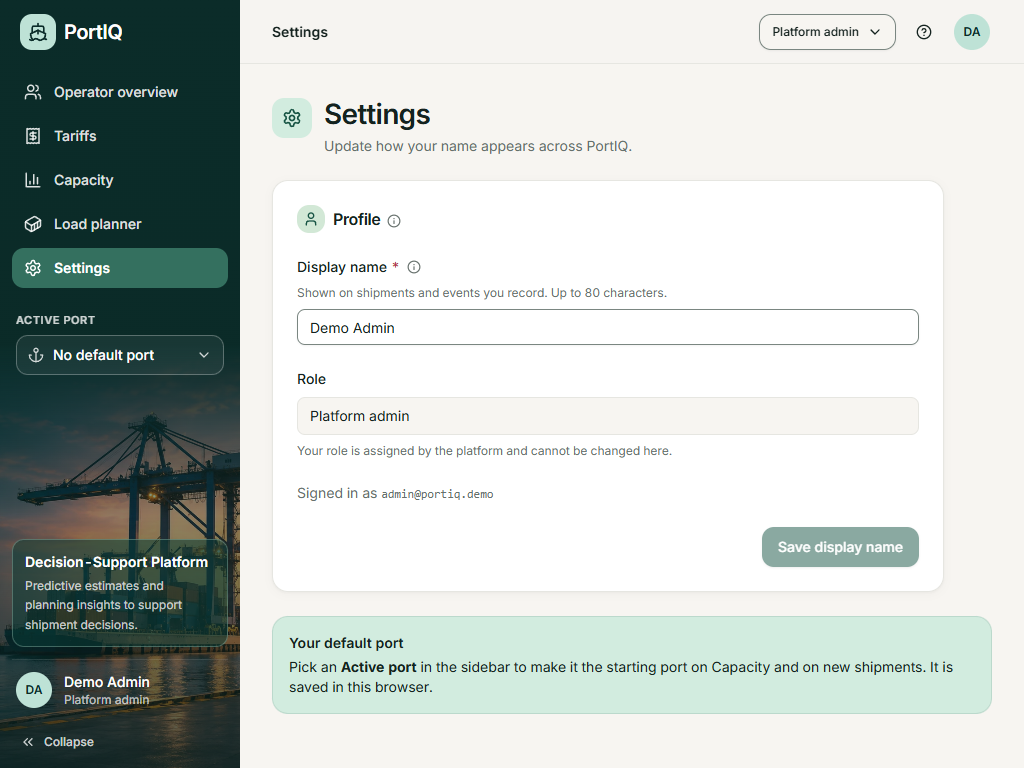 PortIQ
Operator overview
Tariffs
Capacity
Load planner
Settings
ACTIVE PORT
No default port
Decision-Support Platform
Predictive estimates and
planning insights to support
shipment decisions.
DA
Demo Admin
Platform admin
Collapse
Settings
Platform admin
DA
Settings
Update how your name appears across PortIQ.
Profile
Display name *
Shown on shipments and events you record. Up to 80 characters.
Demo Admin
Role
Platform admin
Your role is assigned by the platform and cannot be changed here.
Signed in as admin@portiq.demo
Save display name
Your default port
Pick an Active port in the sidebar to make it the starting port on Capacity and on new shipments. It is
saved in this browser.